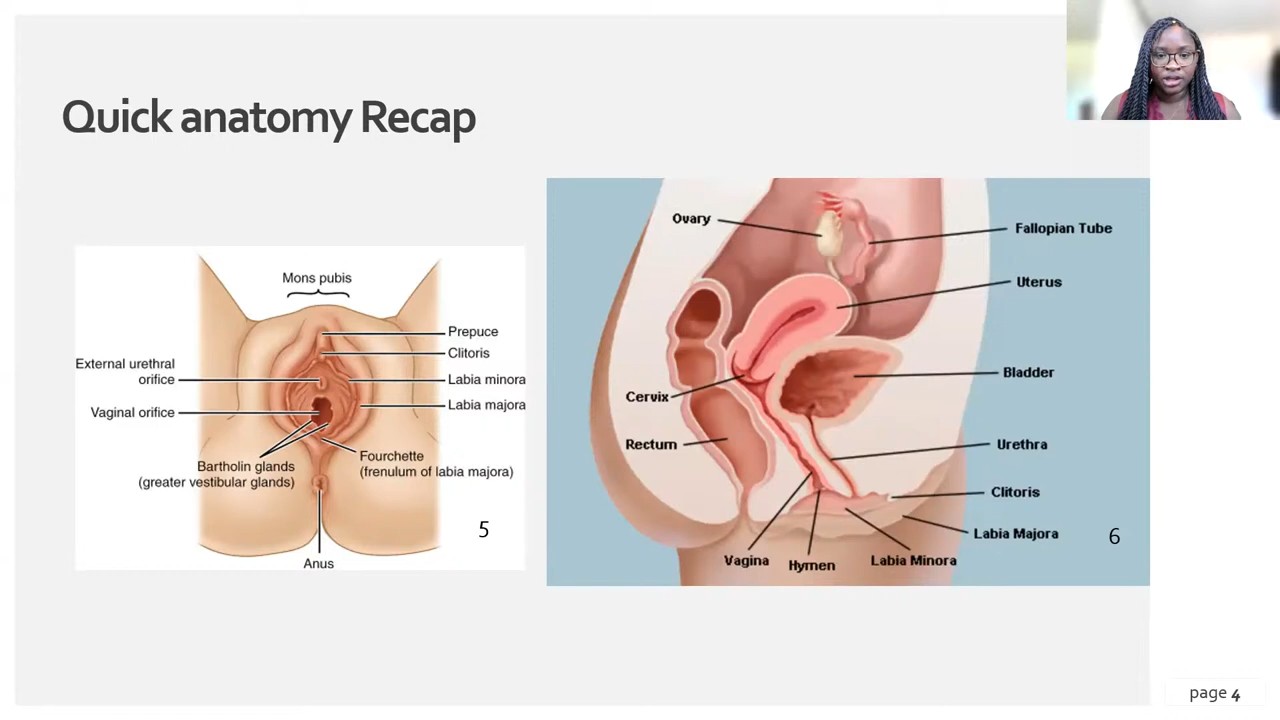 Quick anatomy Recap
Mons pubis
Prepuce
Clitoris
External urethral
orifice
Labia minora
Labia majora
Vaginal orifice
Bartholin glands
(greater vestibular glands)
Fourchette
(frenulum of labia majora)
Anus
5
Ovary
Fallopian Tube
Uterus
Bladder
Cervix
Rectum
Urethra
Clitoris
Labia Majora
Vagina
Hymen
Labia Minora
6
page 4